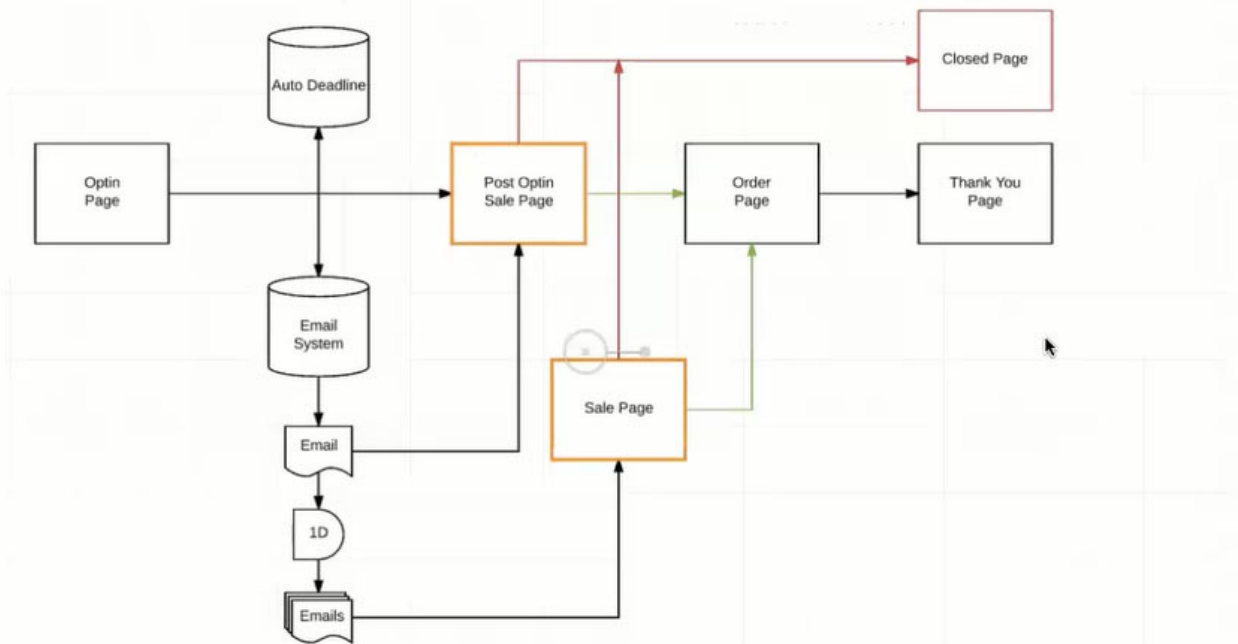 Closed Page
Auto Deadline
Optin
Page
Post Optin
Sale Page
Order
Page
Thank You
Page
Email
System
Sale Page
Email
1D
Emails